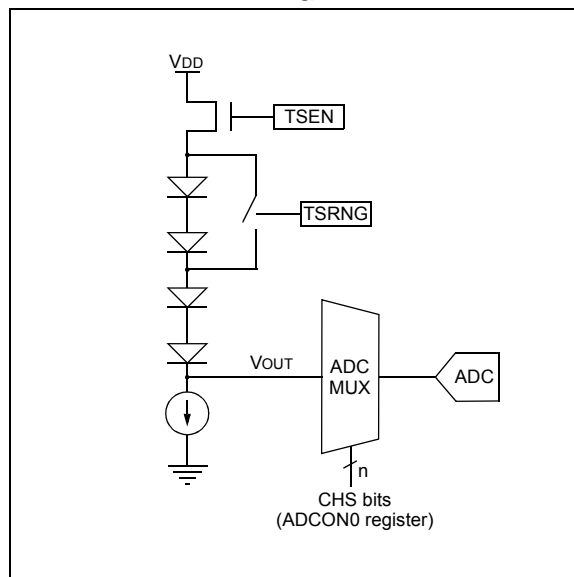 VDD
TSEN
TSRNG
VOUT
ADC
MUX
ADC
n
CHS bits
(ADCON0 register)